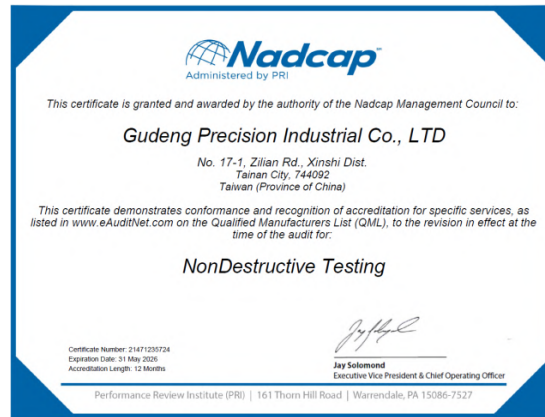 Nadcap
Administered by PRI
This certificate is granted and awarded by the authority of the Nadcap Management Council to:
Gudeng Precision Industrial Co., LTD
No. 17-1, Zilian Rd., Xinshi Dist.
Tainan City, 744092
Taiwan (Province of China)
This certificate demonstrates conformance and recognition of accreditation for specific services, as
listed in www.eAuditNet.com on the Qualified Manufacturers List (QML), to the revision in effect at the
time of the audit for:
NonDestructive Testing
Certificate Number: 21471235724
Expiration Date: 31 May 2026
Accreditation Length: 12 Months
Jay Solomond
Executive Vice President & Chief Operating Officer
Performance Review Institute (PRI) | 161 Thorn Hill Road | Warrendale, PA 15086-7527